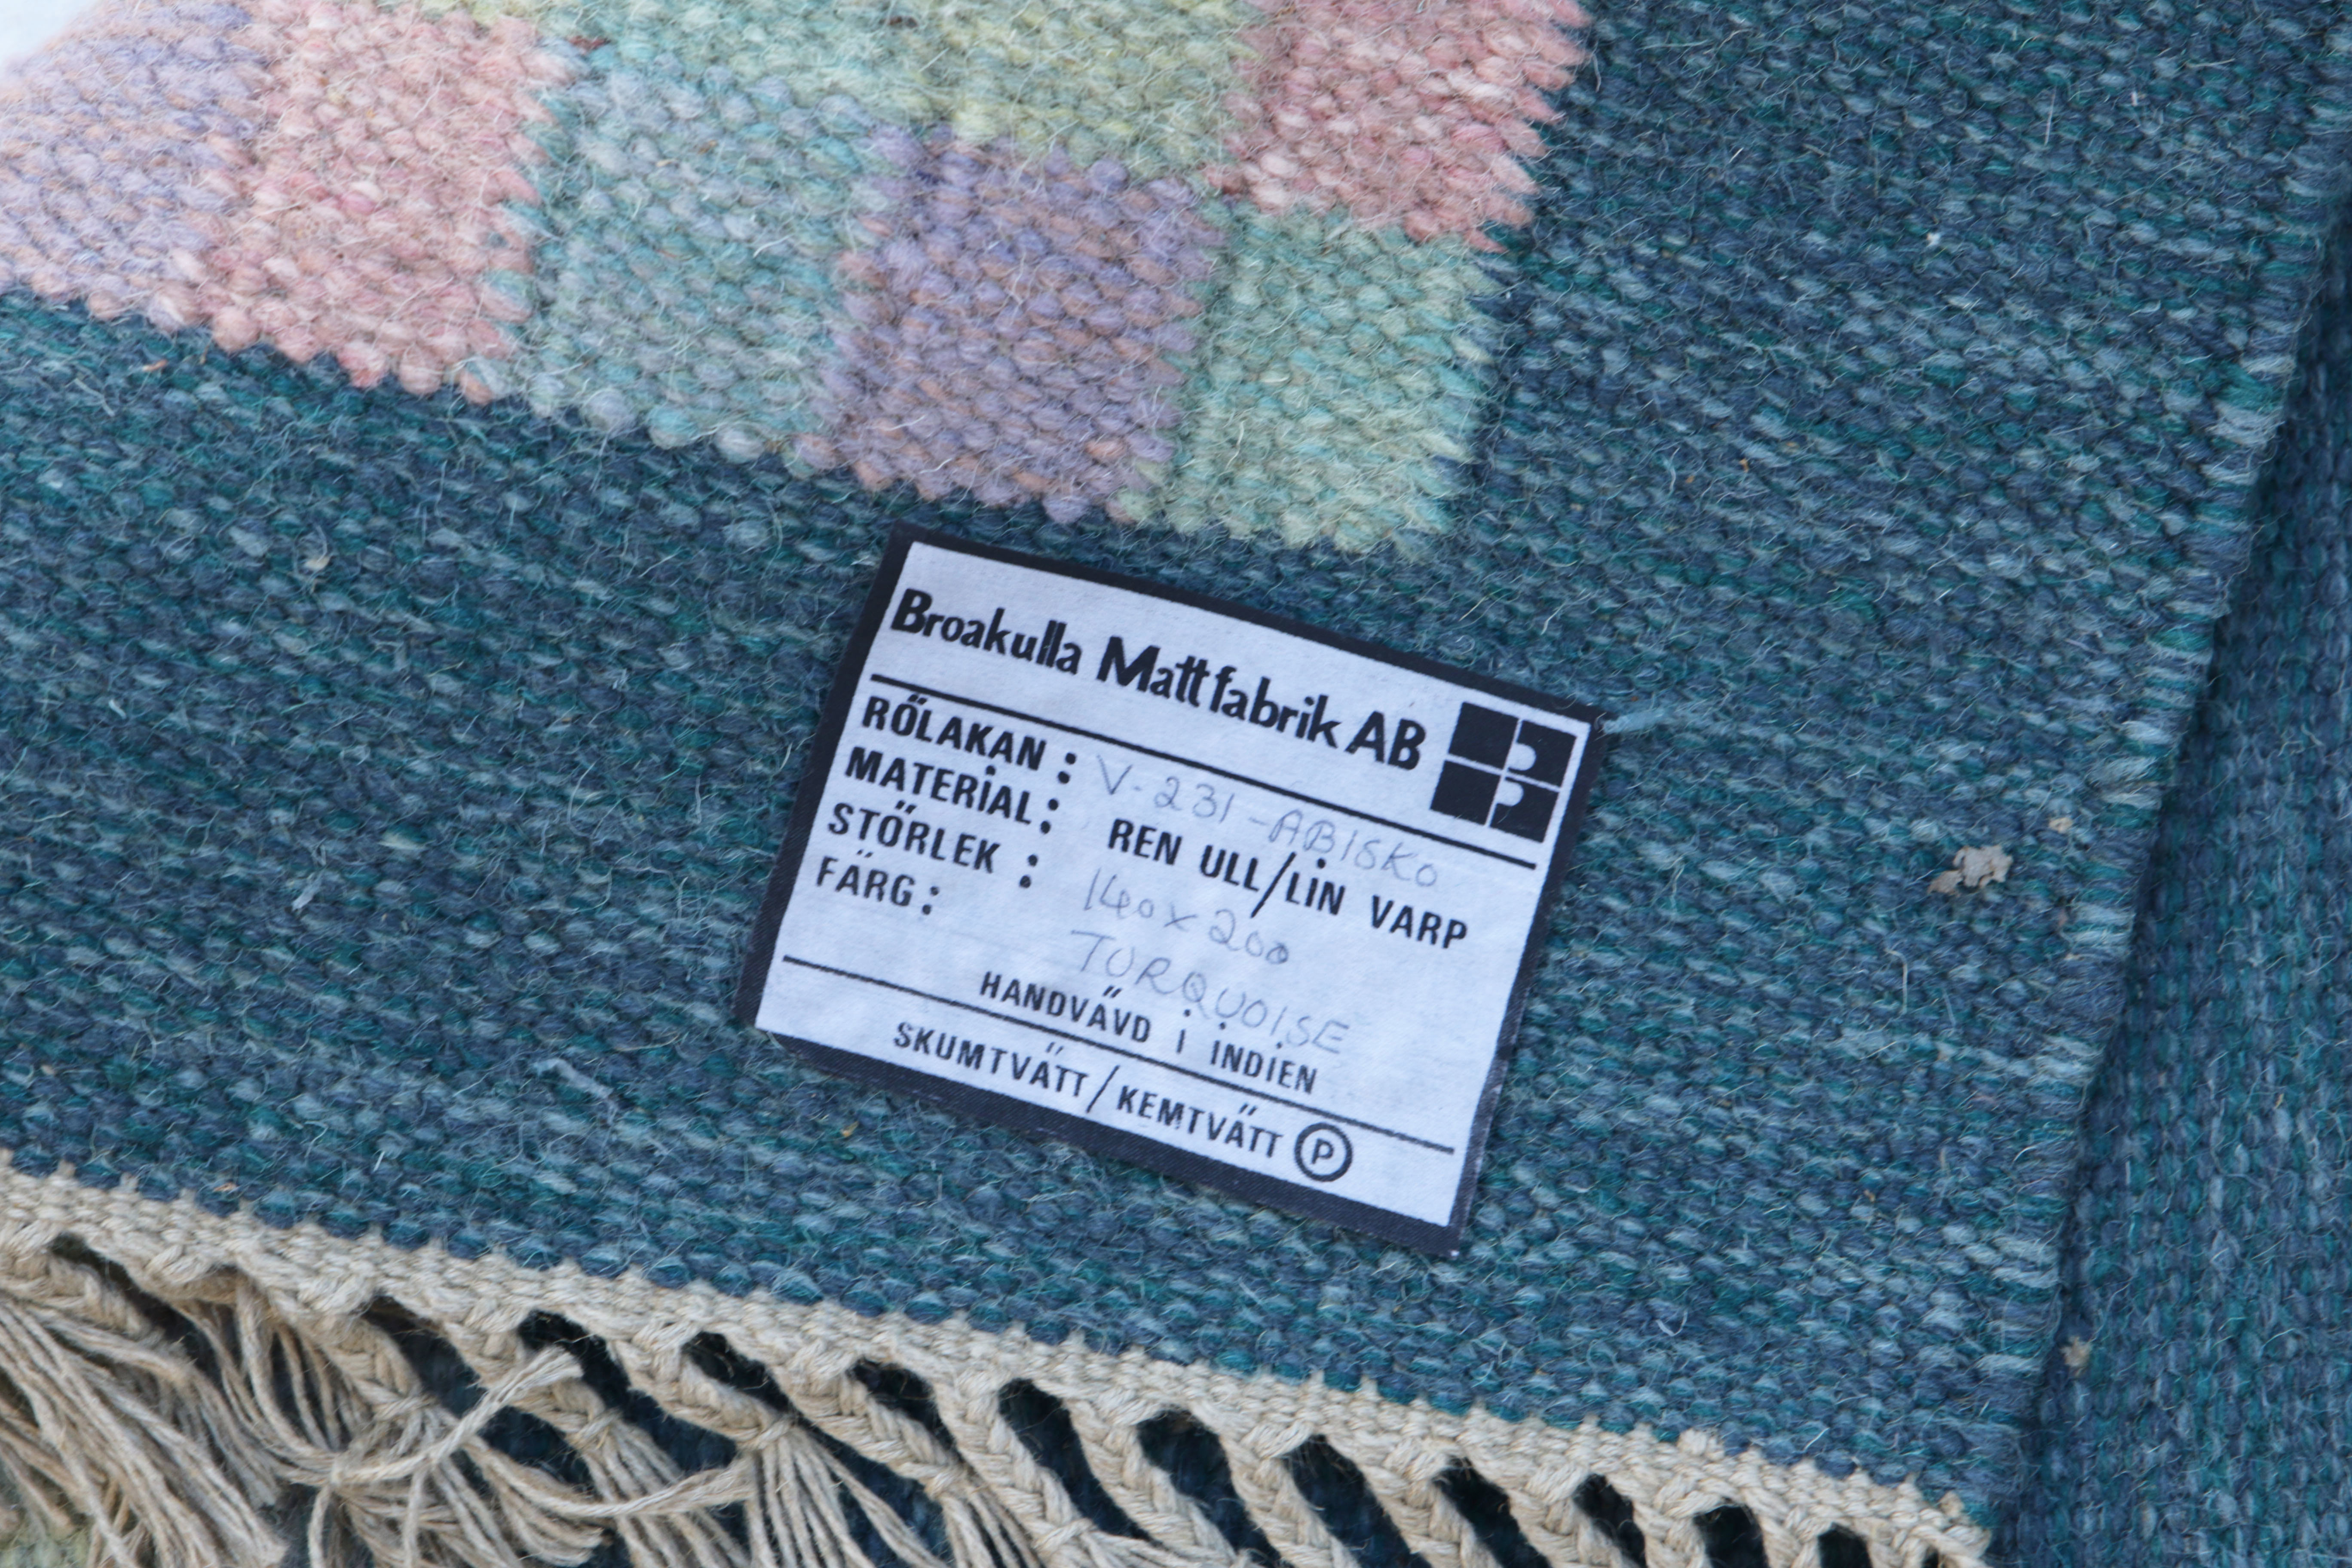 Broakulla Mattfabrik AB
RÖLAKAN : V-231-ABISKO
MATERIAL: REN ULL/LIN VARP
STÖRLEK : 140x200
FÄRG: TURQUOISE
HANDVÄVD I INDIEN
SKUMTVÄTT/KEMTVÄTT P